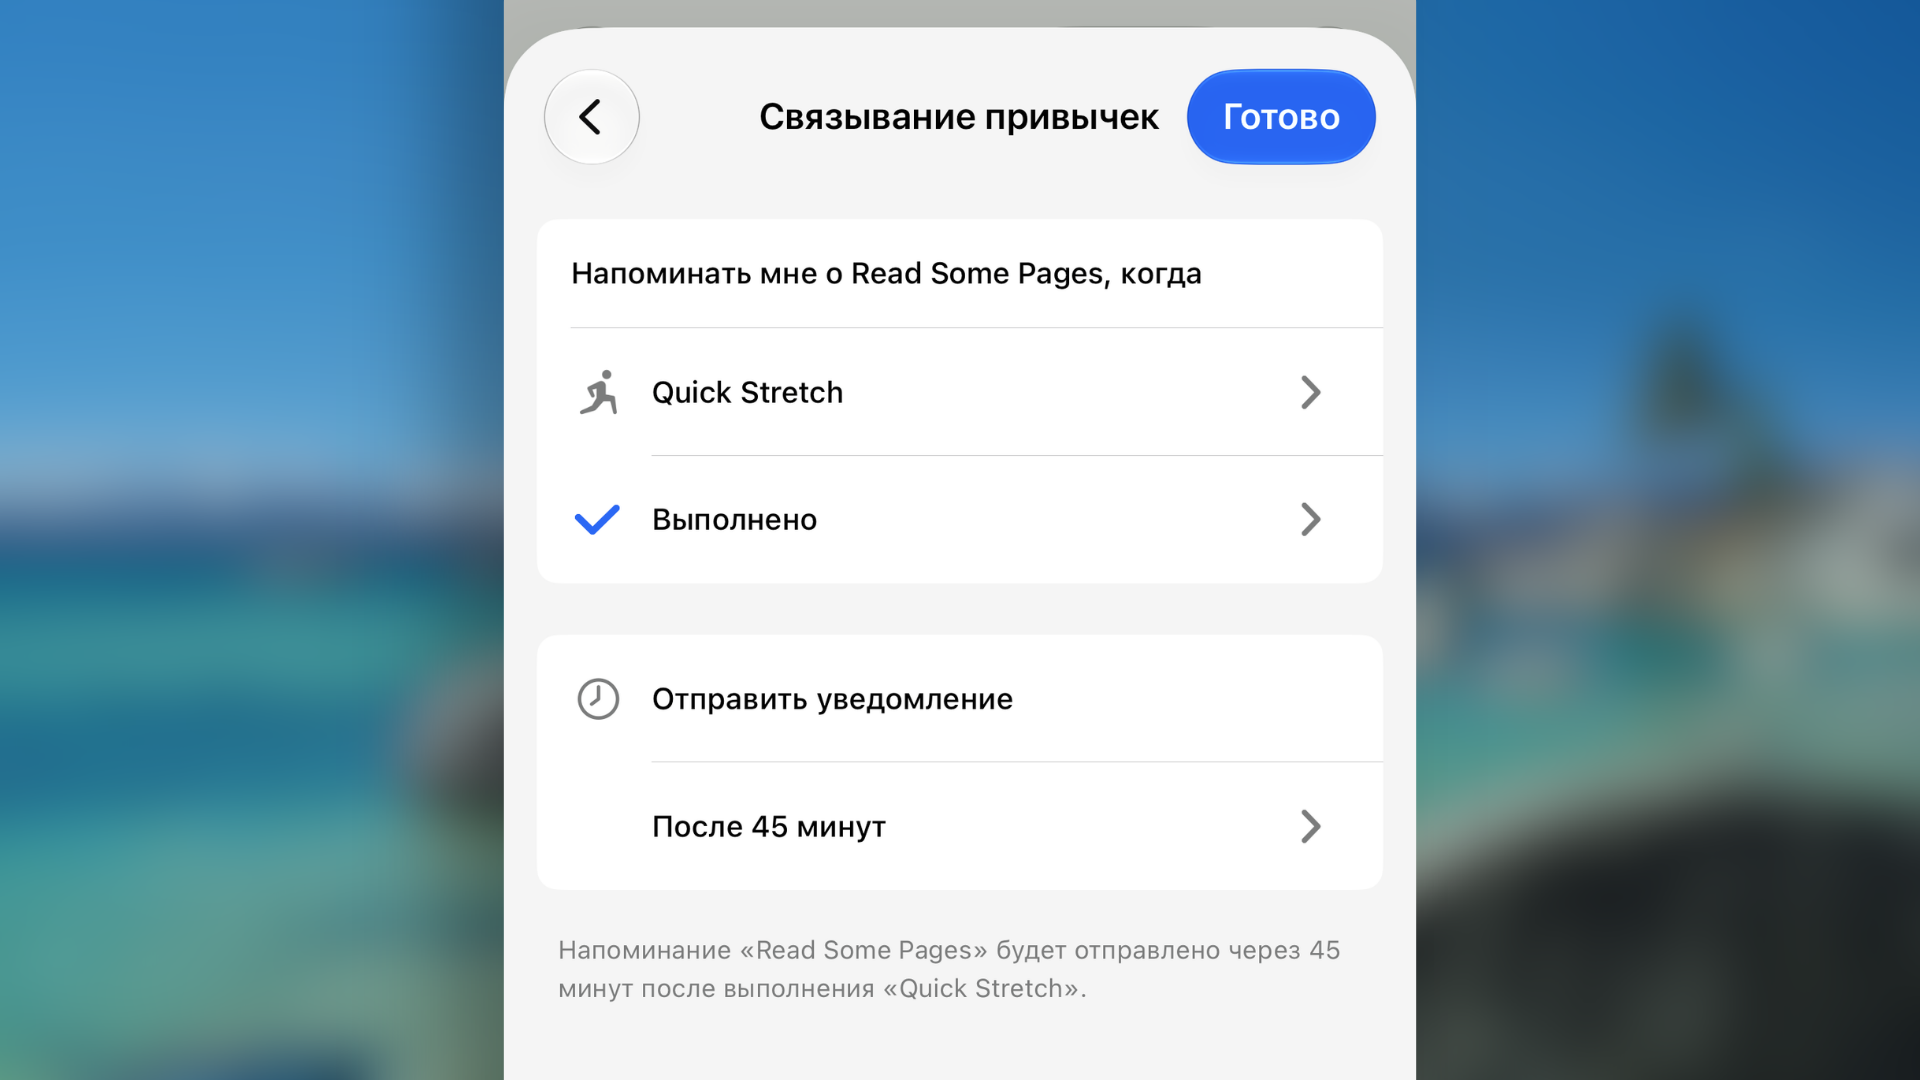 Связывание привычек
Готово
Напоминать мне о Read Some Pages, когда
Quick Stretch
Выполнено
Отправить уведомление
После 45 минут
Напоминание «Read Some Pages» будет отправлено через 45
минут после выполнения «Quick Stretch».